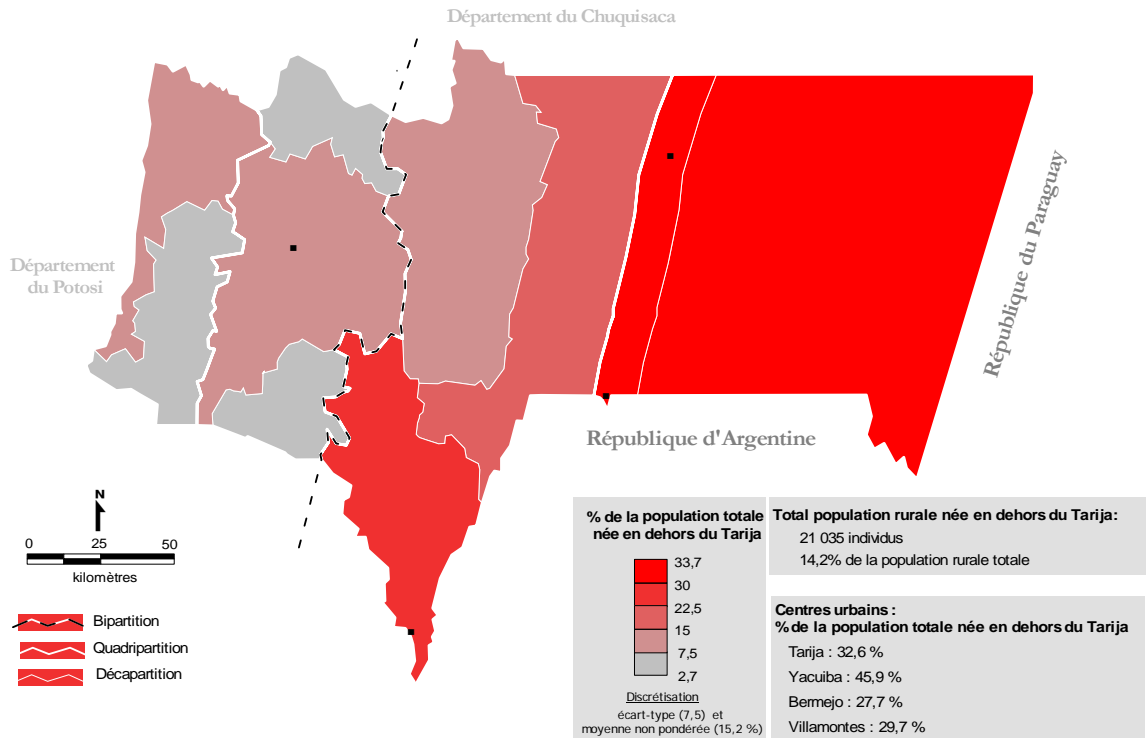 Département du Chuquisaca
Département
du Potosi
République du Paraguay
République d'Argentine
N
0 25 50
kilomètres
Bipartition
Quadripartition
Décapartition
% de la population totale
née en dehors du Tarija
33,7
30
22,5
15
7,5
2,7
Discrétisation
écart-type (7,5) et
moyenne non pondérée (15,2 %)
Total population rurale née en dehors du Tarija:
21 035 individus
14,2% de la population rurale totale
Centres urbains :
% de la population totale née en dehors du Tarija
Tarija : 32,6 %
Yacuiba : 45,9 %
Bermejo : 27,7 %
Villamontes : 29,7 %